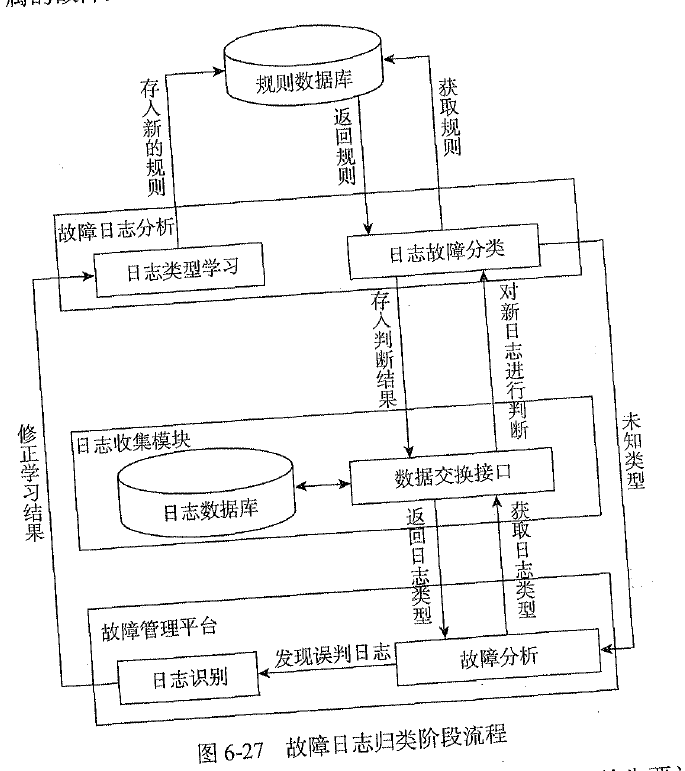 规则数据库
存入新的规则
返回规则
获取规则
故障日志分析
日志类型学习
日志故障分类
存入判断结果
对新日志进行判断
未知类型
修正学习结果
日志收集模块
日志数据库
数据交换接口
返回日志类型
获取日志类型
故障管理平台
日志识别
发现误判日志
故障分析
图 6-27 故障日志归类阶段流程